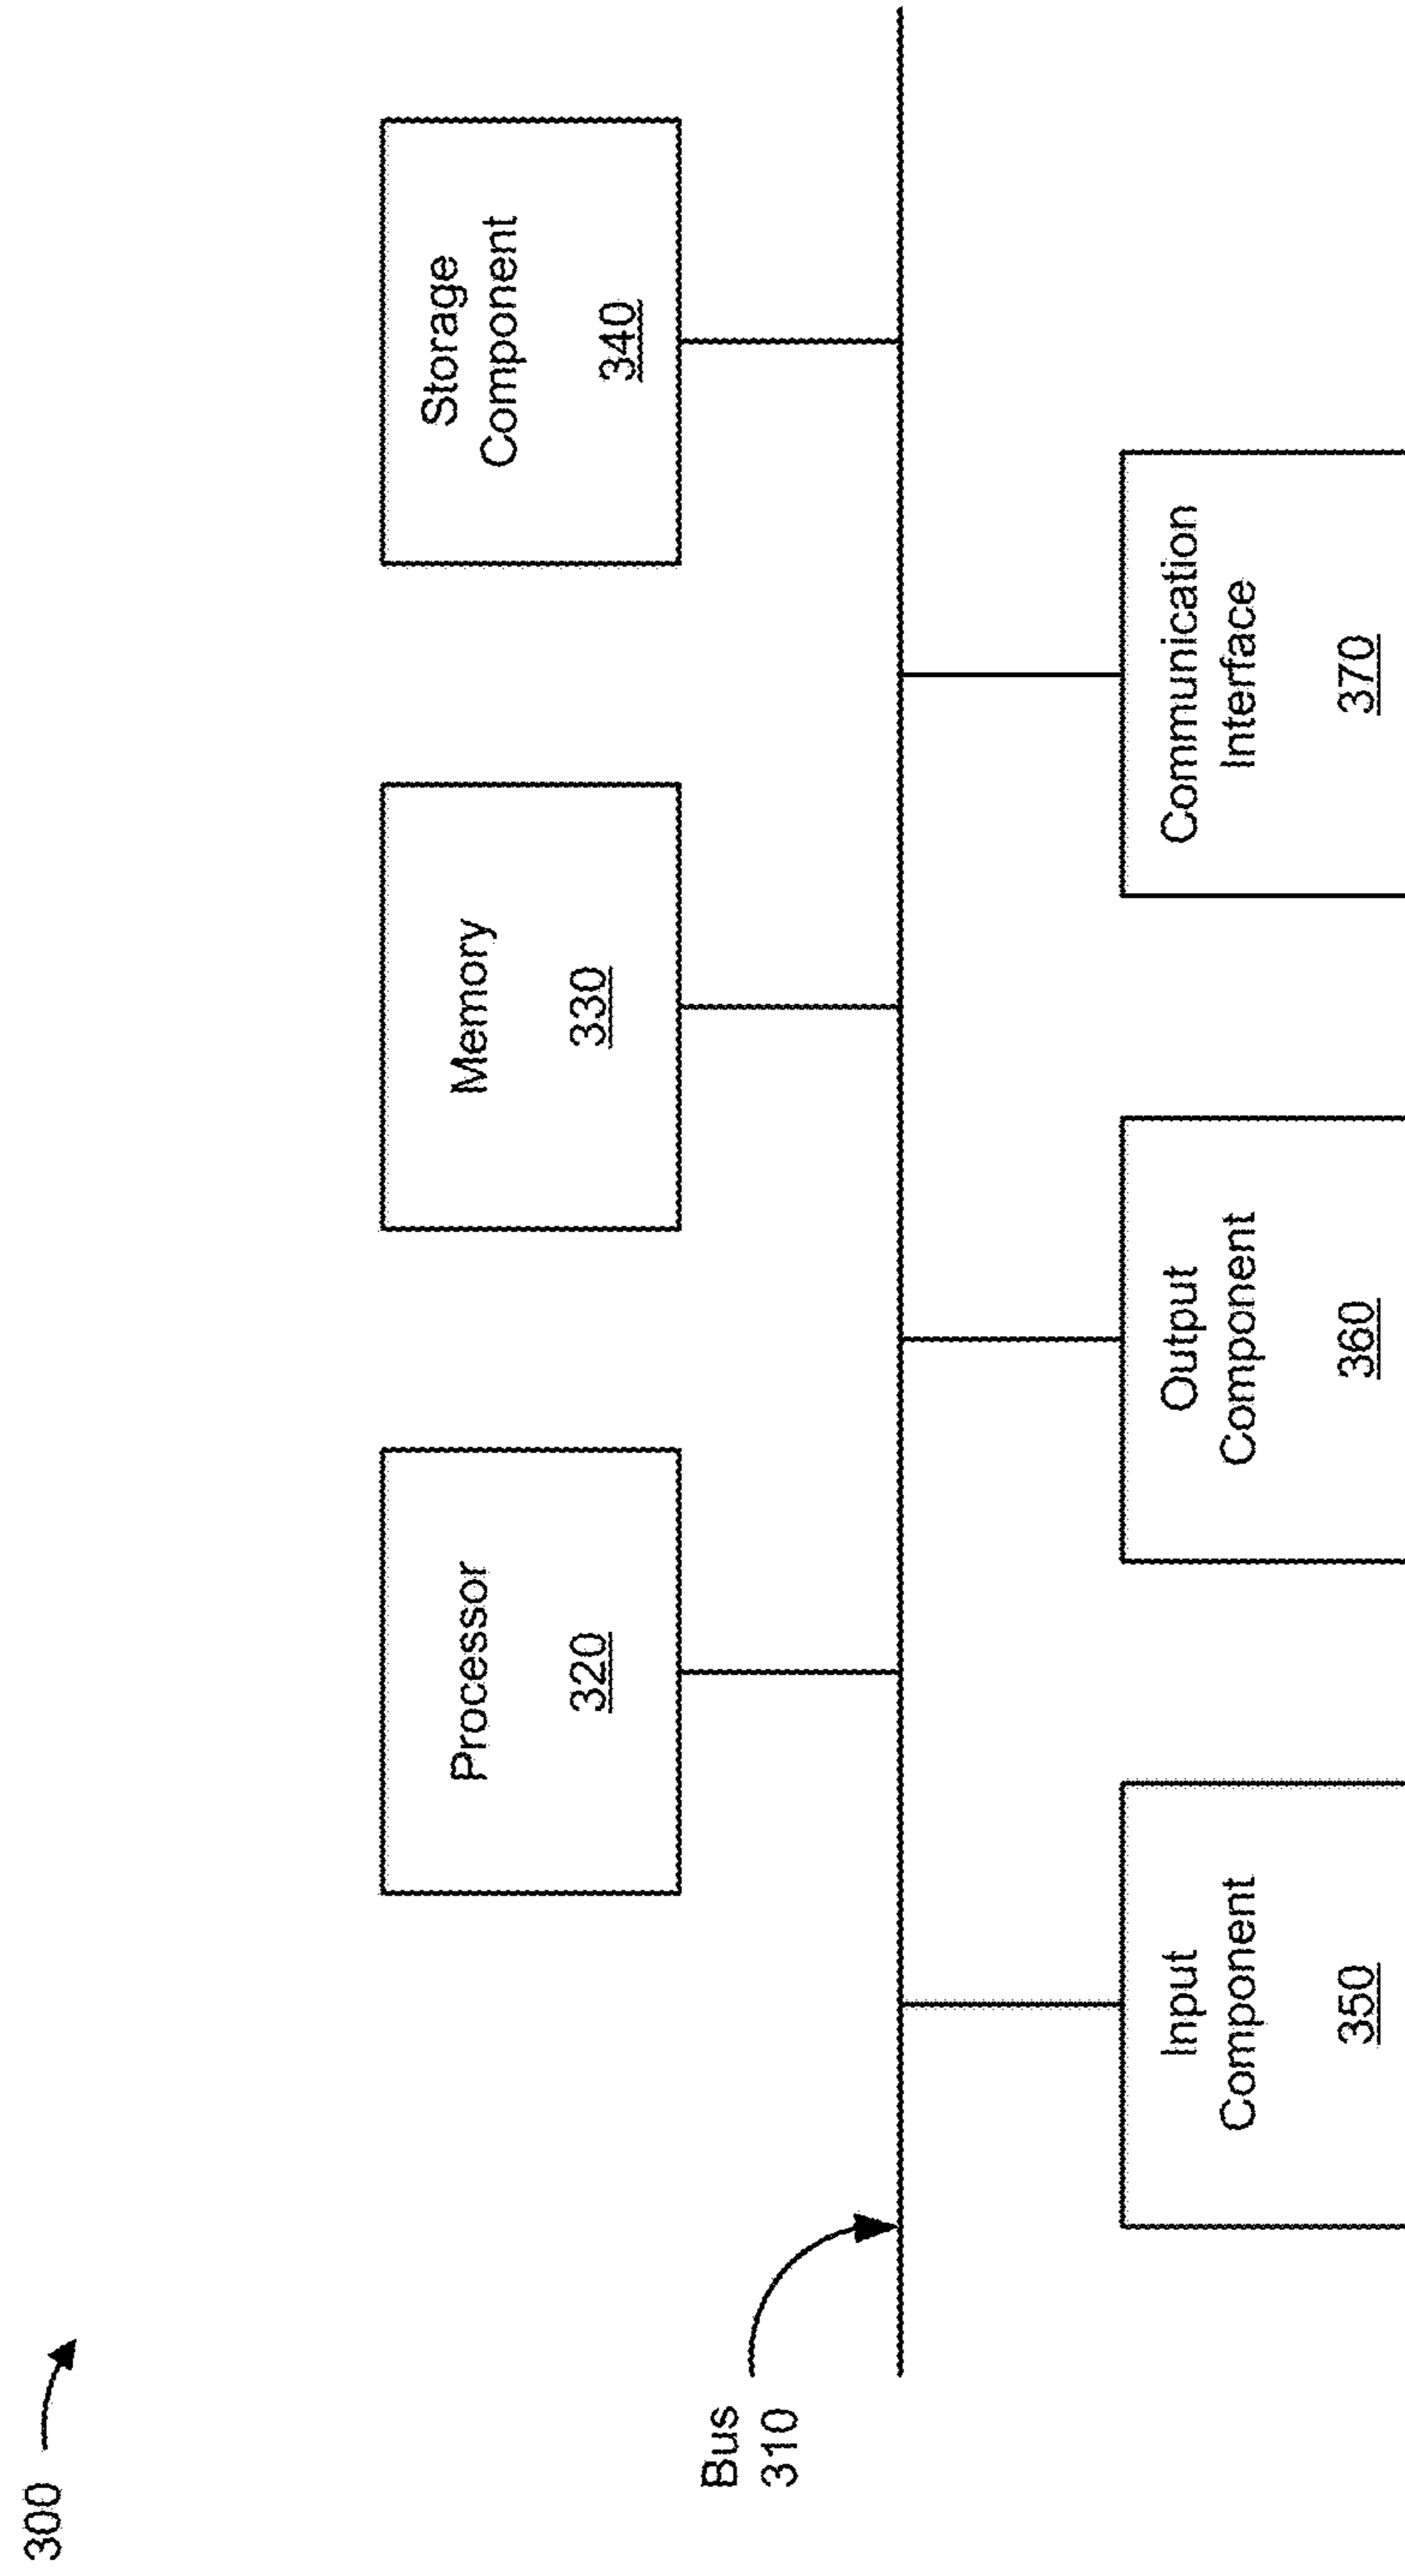 300
Processor
320
Memory
330
Storage
Component
340
Bus
310
Input
Component
350
Output
Component
360
Communication
Interface
370